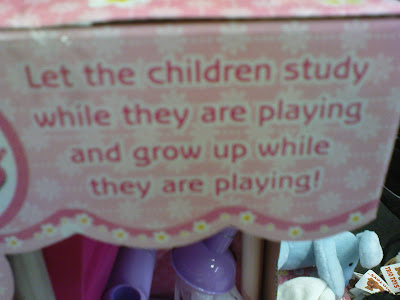 Let the children study
while they are playing
and grow up while
they are playing!